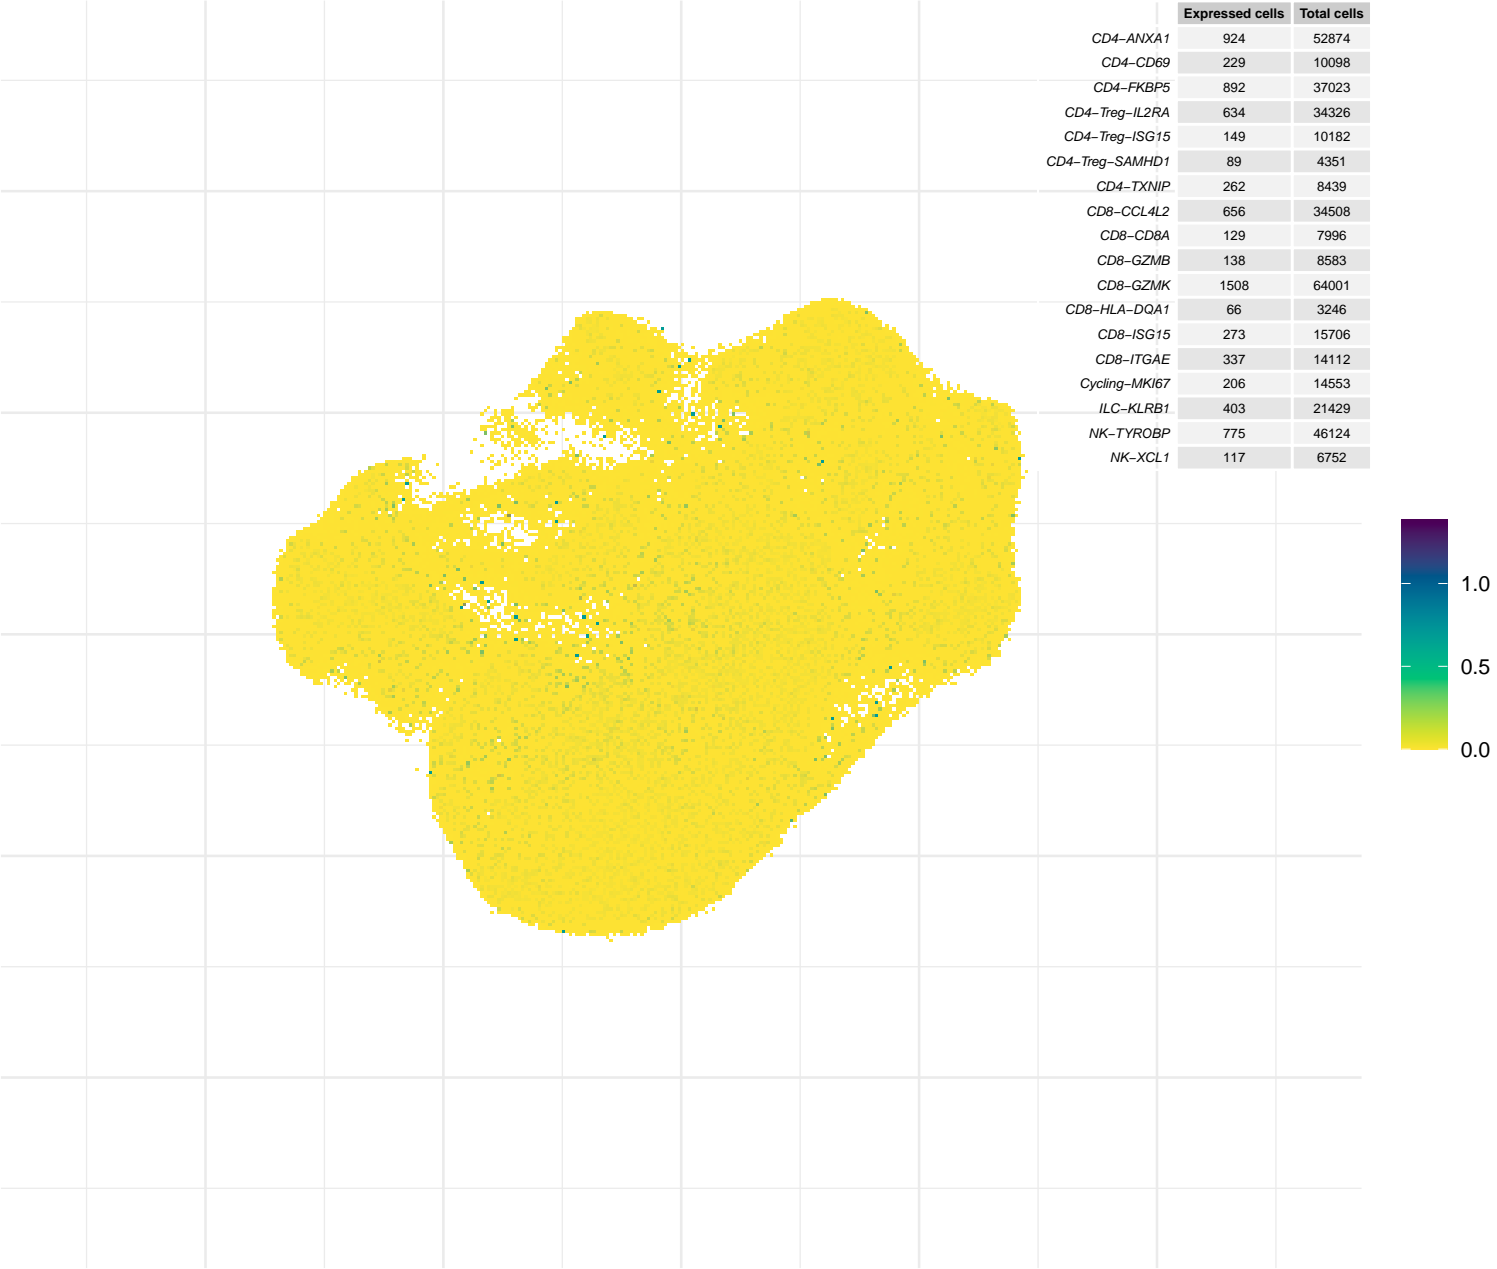 Expressed cells Total cells
CD4−ANXA1 924 52874
CD4−CD69 229 10098
CD4−FKBP5 892 37023
CD4−Treg−IL2RA 634 34326
CD4−Treg−ISG15 149 10182
CD4−Treg−SAMHD1 89 4351
CD4−TXNIP 262 8439
CD8−CCL4L2 656 34508
CD8−CD8A 129 7996
CD8−GZMB 138 8583
CD8−GZMK 1508 64001
CD8−HLA−DQA1 66 3246
CD8−ISG15 273 15706
CD8−ITGAE 337 14112
Cycling−MKI67 206 14553
ILC−KLRB1 403 21429
NK−TYROBP 775 46124
NK−XCL1 117 6752
1.0
0.5
0.0